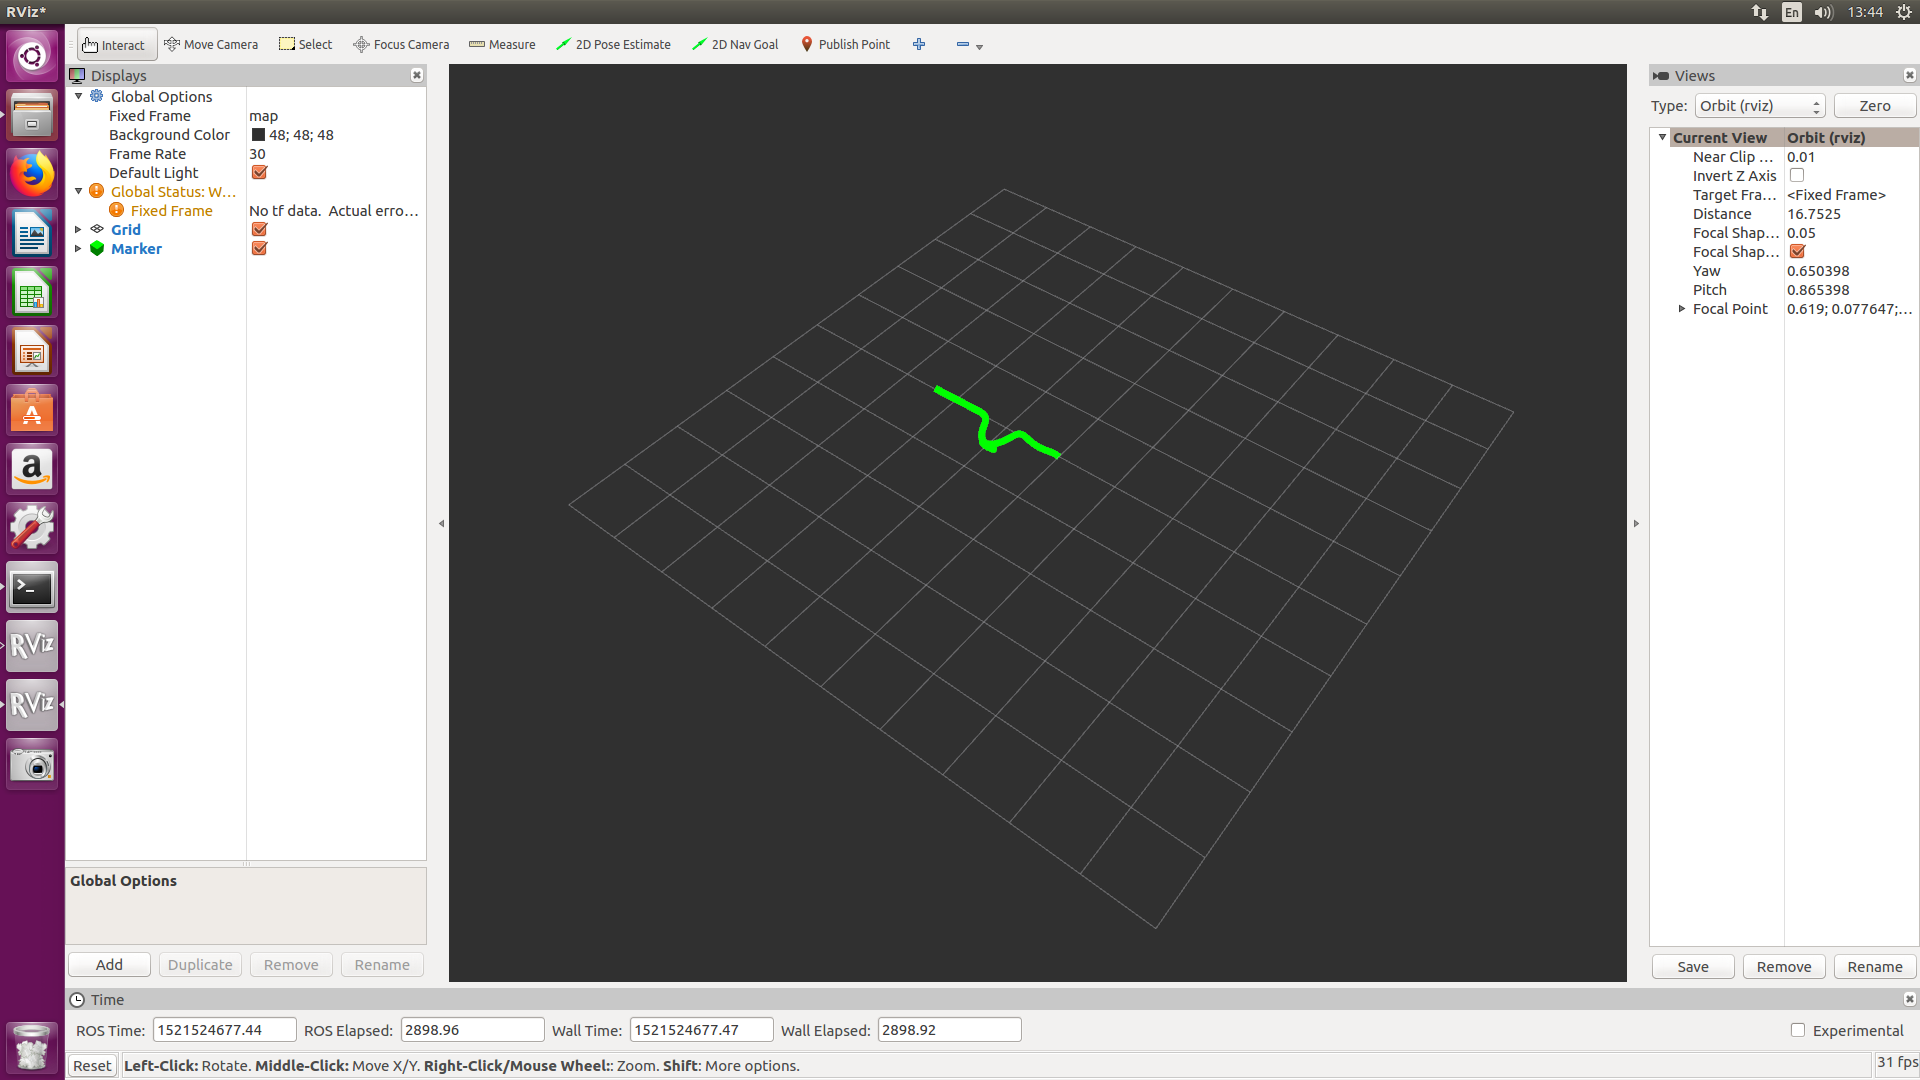 RViz*
En
13:44
Interact Move Camera Select Focus Camera Measure 2D Pose Estimate 2D Nav Goal Publish Point
Displays
Global Options
Fixed Frame map
Background Color 48; 48; 48
Frame Rate 30
Default Light
Global Status: W...
Fixed Frame No tf data. Actual erro...
Grid
Marker
Global Options
Add Duplicate Remove Rename
Views
Type: Orbit (rviz) Zero
Current View Orbit (rviz)
Near Clip ... 0.01
Invert Z Axis
Target Fra... <Fixed Frame>
Distance 16.7525
Focal Shap... 0.05
Focal Shap...
Yaw 0.650398
Pitch 0.865398
Focal Point 0.619; 0.077647;...
Save Remove Rename
RViz
RViz
Time
ROS Time: 1521524677.44 ROS Elapsed: 2898.96 Wall Time: 1521524677.47 Wall Elapsed: 2898.92 Experimental
Reset Left-Click: Rotate. Middle-Click: Move X/Y. Right-Click/Mouse Wheel:: Zoom. Shift: More options. 31 fps